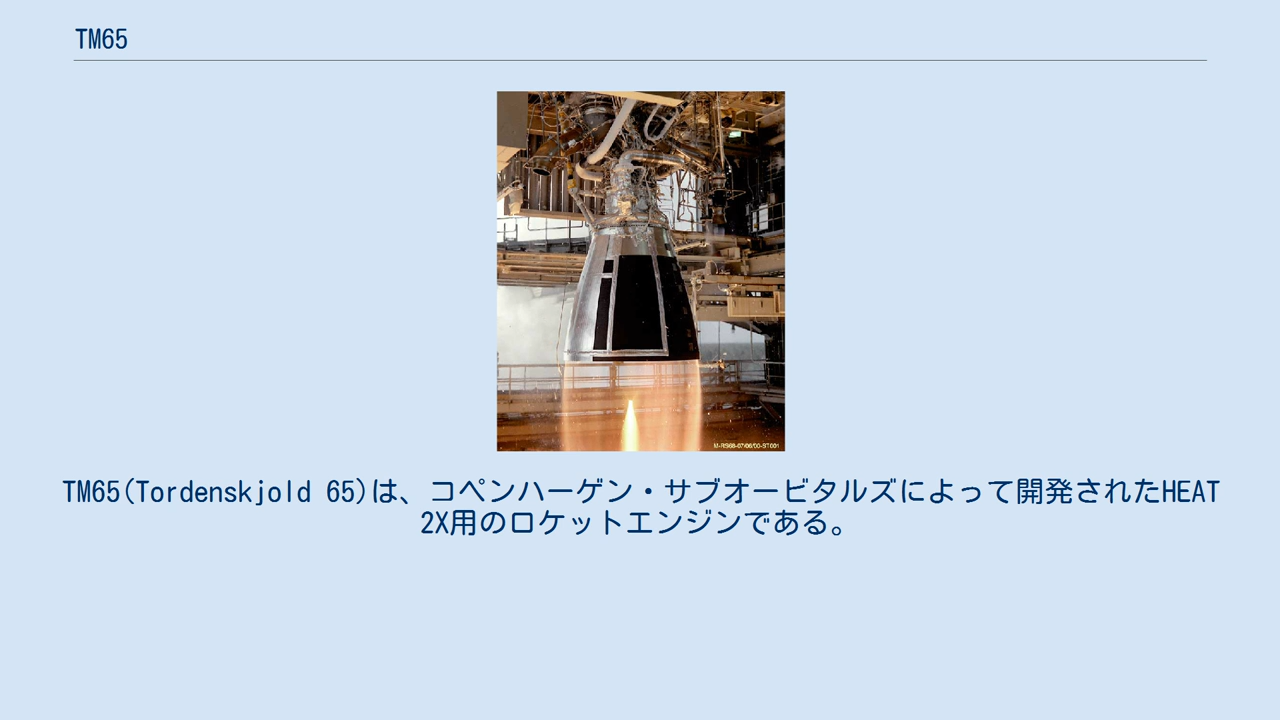 TM65
TM65(Tordenskjold 65)は、コペンハーゲン・サブオービタルズによって開発されたHEAT
2X用のロケットエンジンである。